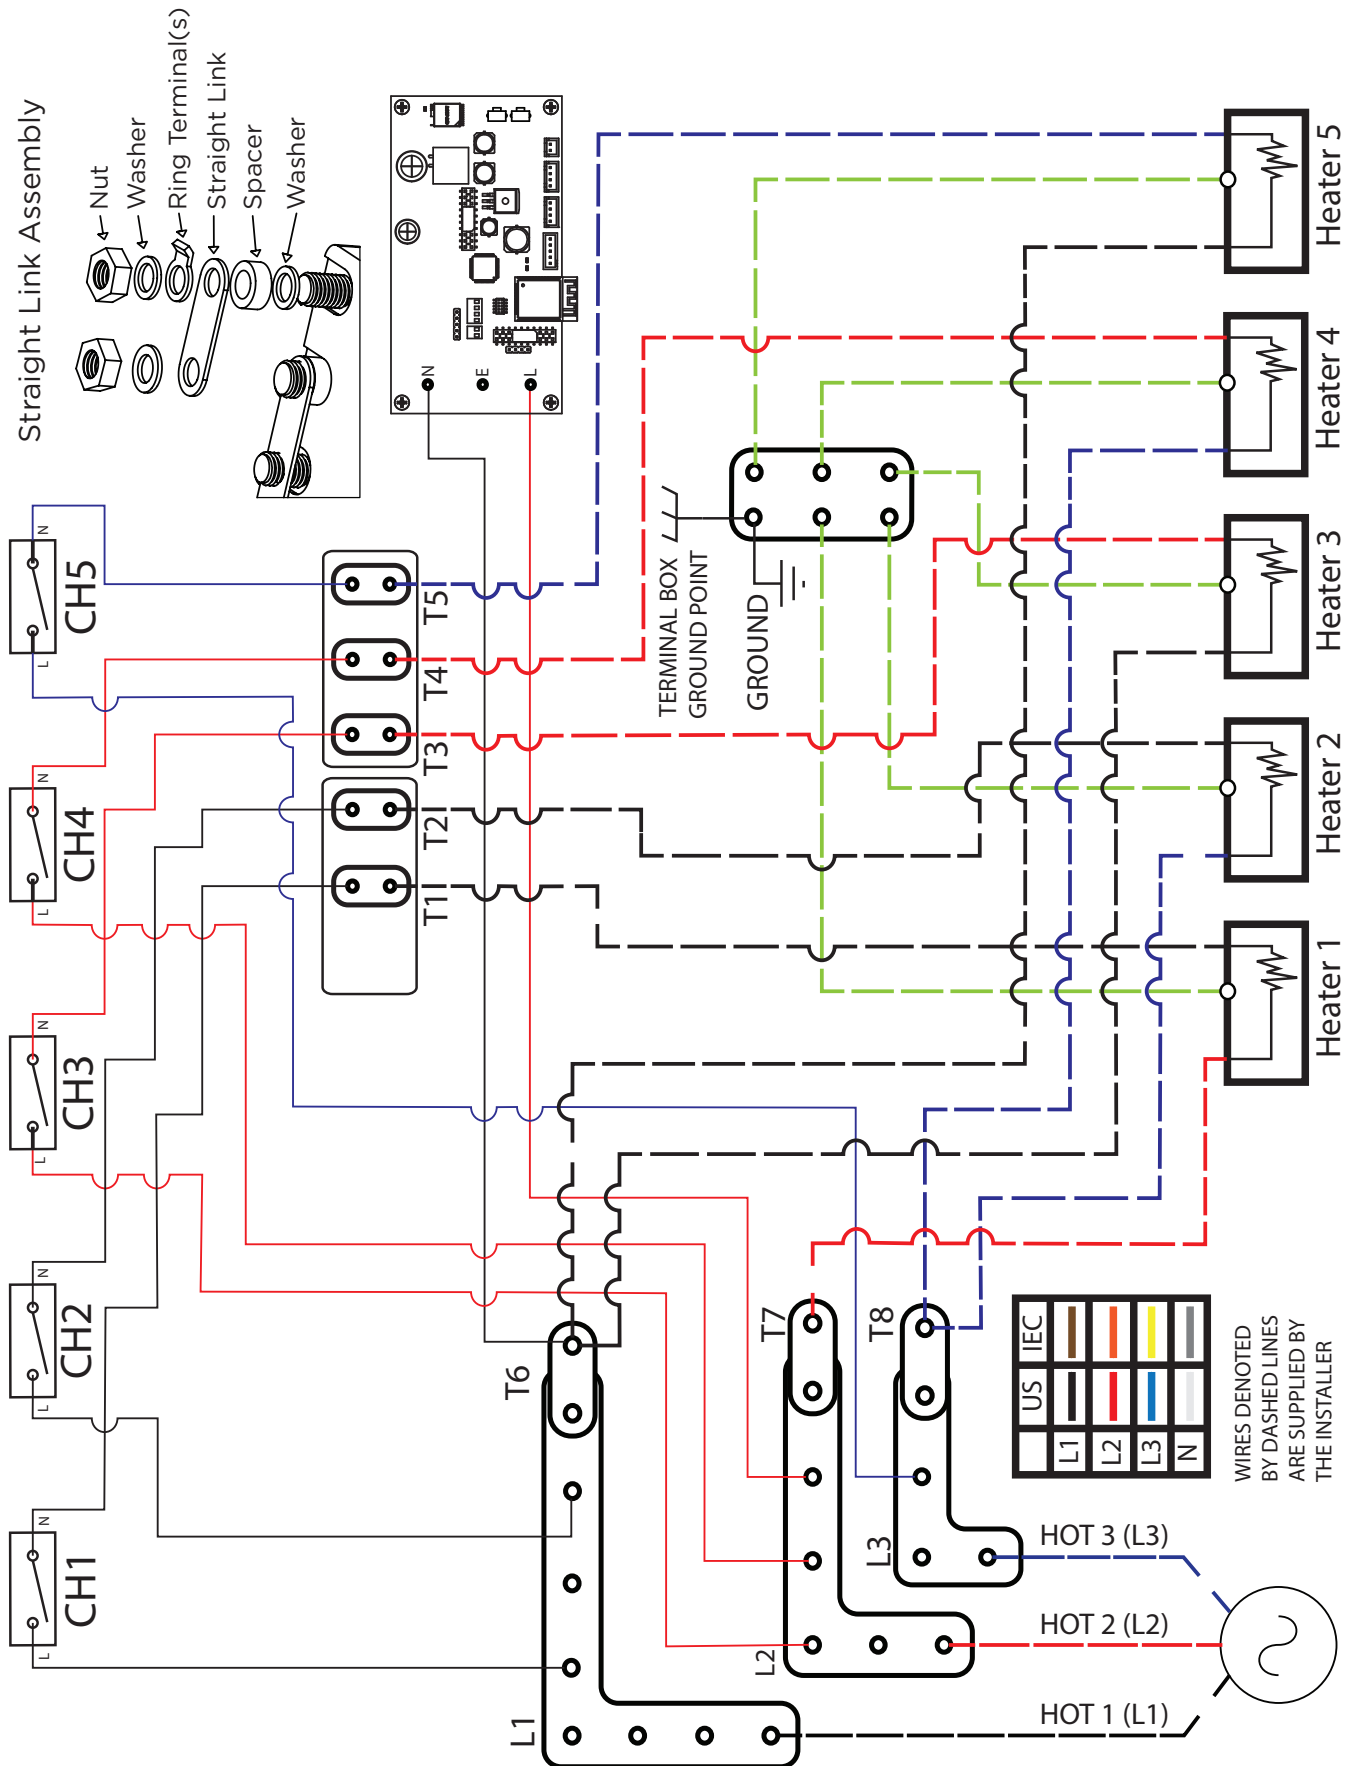 Straight Link Assembly
Nut
Washer
Ring Terminal(s)
Straight Link
Spacer
Washer
N
E
L
L
N
CH5
L
N
CH4
L
N
CH3
L
N
CH2
L
N
CH1
T5
T4
T3
T2
T1
TERMINAL BOX
GROUND POINT
GROUND
T6
T7
T8
L1
L2
L3
US
IEC
L1
L2
L3
N
WIRES DENOTED
BY DASHED LINES
ARE SUPPLIED BY
THE INSTALLER
HOT 3 (L3)
HOT 2 (L2)
HOT 1 (L1)
Heater 5
Heater 4
Heater 3
Heater 2
Heater 1